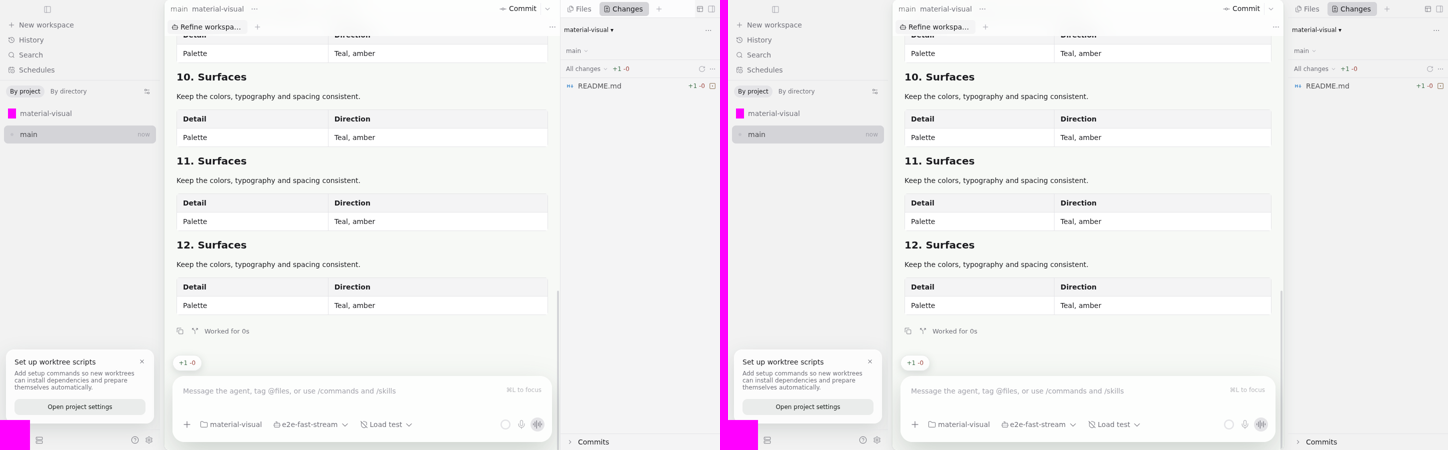 New workspace
History
Search
Schedules
By project By directory
material-visual
main now
Set up worktree scripts
Add setup commands so new worktrees
can install dependencies and prepare
themselves automatically.
Open project settings
main material-visual ... Commit
Refine workspa...
Detail Direction
Palette Teal, amber
10. Surfaces
Keep the colors, typography and spacing consistent.
Detail Direction
Palette Teal, amber
11. Surfaces
Keep the colors, typography and spacing consistent.
Detail Direction
Palette Teal, amber
12. Surfaces
Keep the colors, typography and spacing consistent.
Detail Direction
Palette Teal, amber
Worked for 0s
+1 -0
Message the agent, tag @files, or use /commands and /skills ⌘L to focus
material-visual e2e-fast-stream Load test
Files Changes
material-visual
main
All changes +1 -0
README.md +1 -0
Commits
New workspace
History
Search
Schedules
By project By directory
material-visual
main now
Set up worktree scripts
Add setup commands so new worktrees
can install dependencies and prepare
themselves automatically.
Open project settings
main material-visual ... Commit
Refine workspa...
Detail Direction
Palette Teal, amber
10. Surfaces
Keep the colors, typography and spacing consistent.
Detail Direction
Palette Teal, amber
11. Surfaces
Keep the colors, typography and spacing consistent.
Detail Direction
Palette Teal, amber
12. Surfaces
Keep the colors, typography and spacing consistent.
Detail Direction
Palette Teal, amber
Worked for 0s
+1 -0
Message the agent, tag @files, or use /commands and /skills ⌘L to focus
material-visual e2e-fast-stream Load test
Files Changes
material-visual
main
All changes +1 -0
README.md +1 -0
Commits